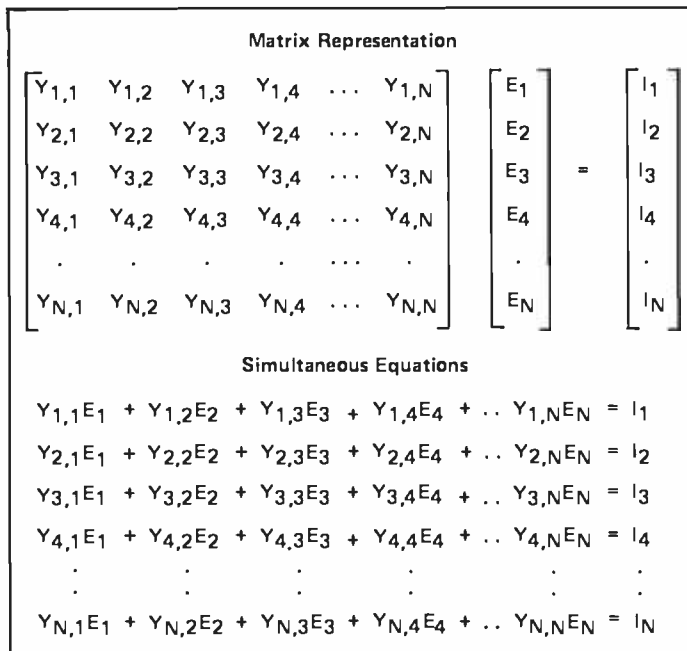 Matrix Representation
Y1,1 Y1,2 Y1,3 Y1,4 ... Y1,N E1 I1
Y2,1 Y2,2 Y2,3 Y2,4 ... Y2,N E2 I2
Y3,1 Y3,2 Y3,3 Y3,4 ... Y3,N E3 = I3
Y4,1 Y4,2 Y4,3 Y4,4 ... Y4,N E4 I4
. . . . ... . . .
YN,1 YN,2 YN,3 YN,4 ... YN,N EN IN
Simultaneous Equations
Y1,1E1 + Y1,2E2 + Y1,3E3 + Y1,4E4 + .. Y1,NEN = I1
Y2,1E1 + Y2,2E2 + Y2,3E3 + Y2,4E4 + .. Y2,NEN = I2
Y3,1E1 + Y3,2E2 + Y3,3E3 + Y3,4E4 + .. Y3,NEN = I3
Y4,1E1 + Y4,2E2 + Y4,3E3 + Y4,4E4 + .. Y4,NEN = I4
. . . . . .
. . . . . .
YN,1E1 + YN,2E2 + YN,3E3 + YN,4E4 + .. YN,NEN = IN